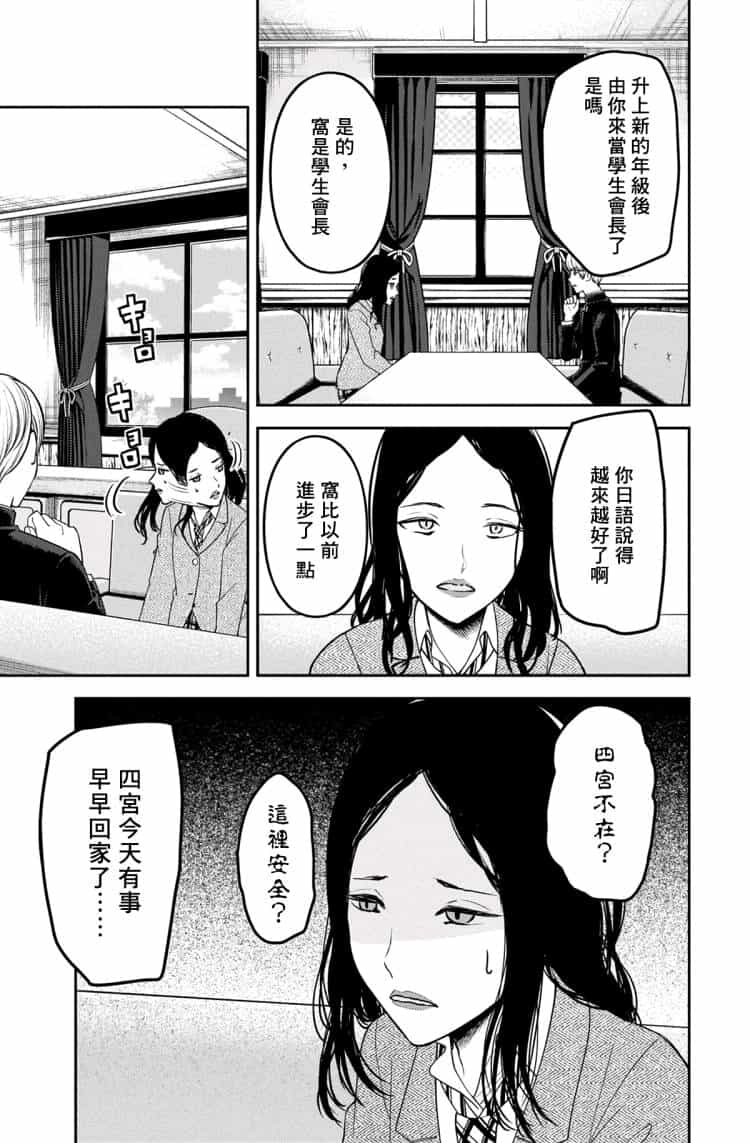 升上新的年級後
由你來當學生會長了
是嗎
是的，
窩是學生會長
你日語說得
越來越好了啊
窩比以前
進步了一點
キョロ
キョロ
四宮不在？
這裡安全？
四宮今天有事
早早回家了⋯⋯